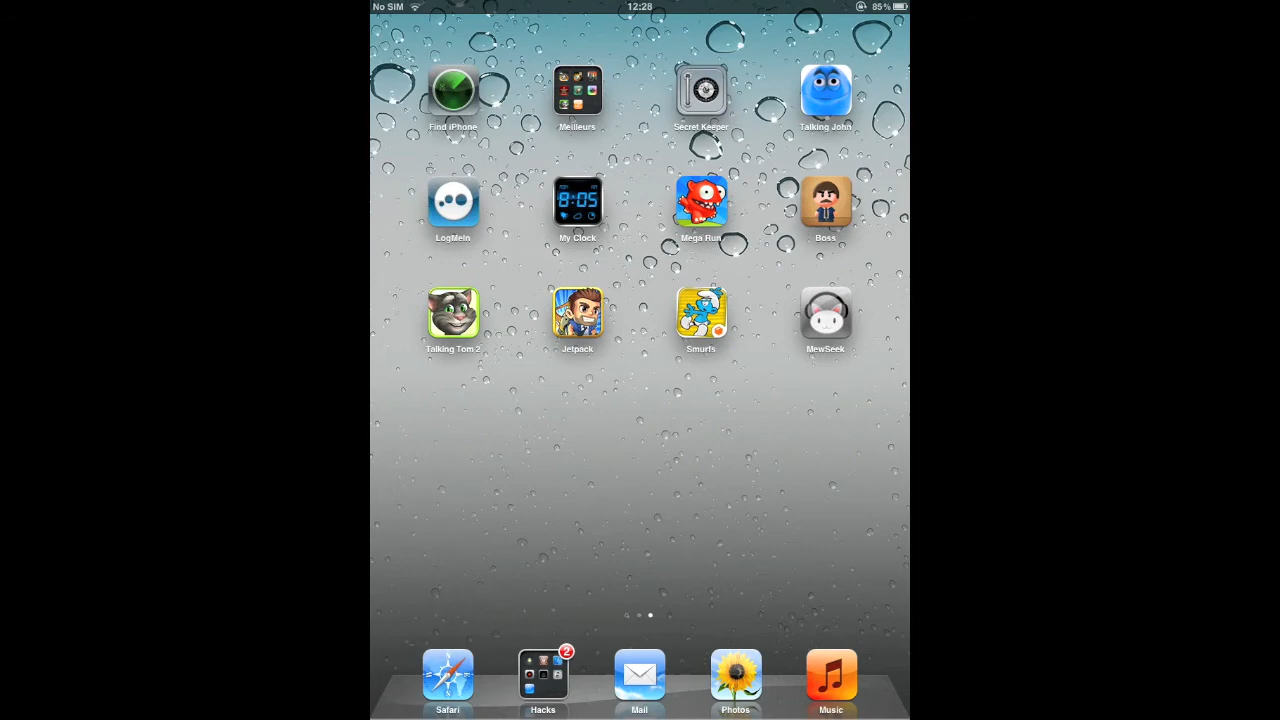 No SIM 12:28 85%
Find iPhone Meilleurs Secret Keeper Talking John
8:05
LogMeIn My Clock Mega Run Boss
Talking Tom 2 Jetpack Smurfs MewSeek
2
Safari Hacks Mail Photos Music